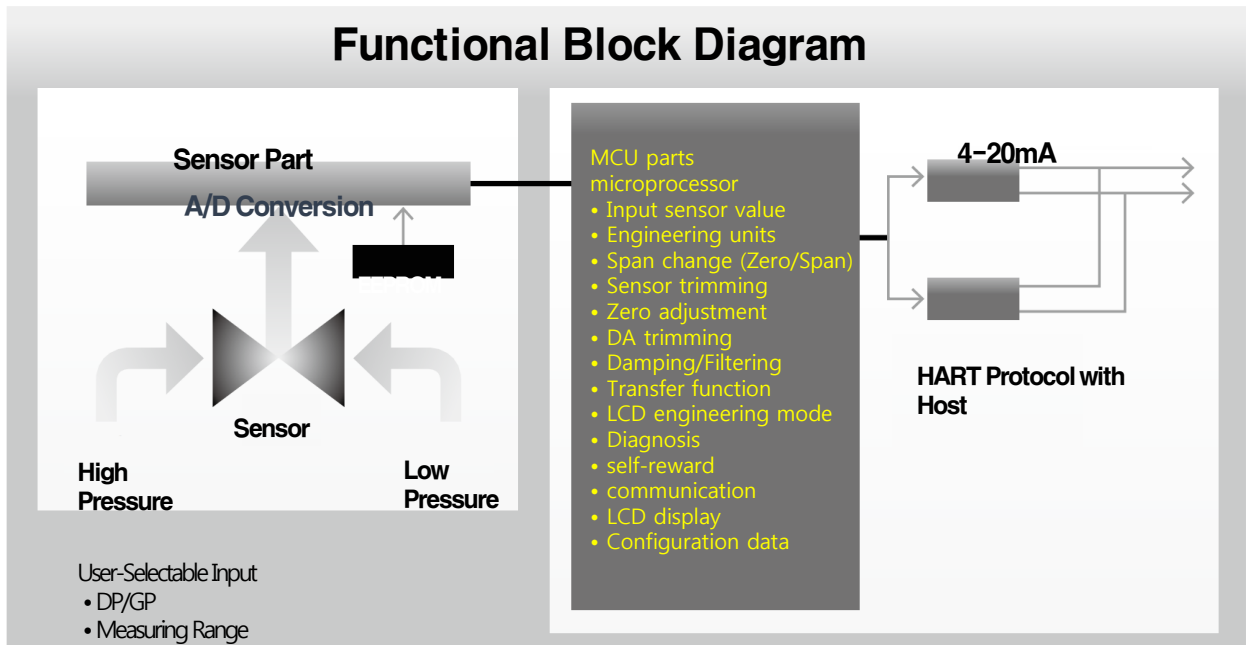 Functional Block Diagram
Sensor Part
A/D Conversion
EEPROM
Sensor
High
Pressure
Low
Pressure
User-Selectable Input
• DP/GP
• Measuring Range
MCU parts
microprocessor
• Input sensor value
• Engineering units
• Span change (Zero/Span)
• Sensor trimming
• Zero adjustment
• DA trimming
• Damping/Filtering
• Transfer function
• LCD engineering mode
• Diagnosis
• self-reward
• communication
• LCD display
• Configuration data
4-20mA
HART Protocol with
Host